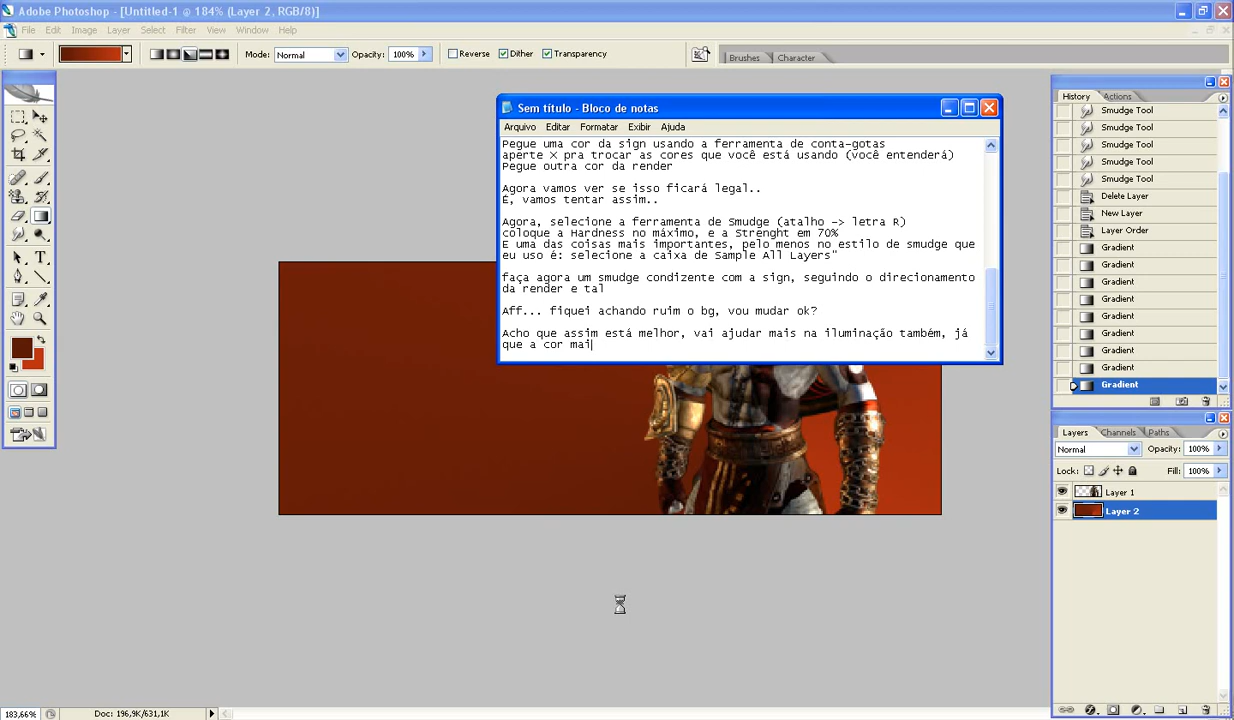 Adobe Photoshop - [Untitled-1 @ 184% (Layer 2, RGB/8)]
File Edit Image Layer Select Filter View Window Help
Mode: Normal Opacity: 100% Reverse Dither Transparency
Brushes Character
Sem título - Bloco de notas
Arquivo Editar Formatar Exibir Ajuda
Pegue uma cor da sign usando a ferramenta de conta-gotas
aperte X pra trocar as cores que você está usando (você entenderá)
Pegue outra cor da render
Agora vamos ver se isso ficará legal..
É, vamos tentar assim..
Agora, selecione a ferramenta de Smudge (atalho -> letra R)
coloque a Hardness no máximo, e a Strenght em 70%
E uma das coisas mais importantes, pelo menos no estilo de smudge que
eu uso é: selecione a caixa de Sample All Layers"
faça agora um smudge condizente com a sign, seguindo o direcionamento
da render e tal
Aff... fiquei achando ruim o bg, vou mudar ok?
Acho que assim está melhor, vai ajudar mais na iluminação também, já
que a cor mai
History Actions
Smudge Tool
Smudge Tool
Smudge Tool
Smudge Tool
Smudge Tool
Delete Layer
New Layer
Layer Order
Gradient
Gradient
Gradient
Gradient
Gradient
Gradient
Gradient
Gradient
Gradient
Layers Channels Paths
Normal Opacity: 100%
Lock: Fill: 100%
Layer 1
Layer 2
183,66% Doc: 196,9K/631,1K